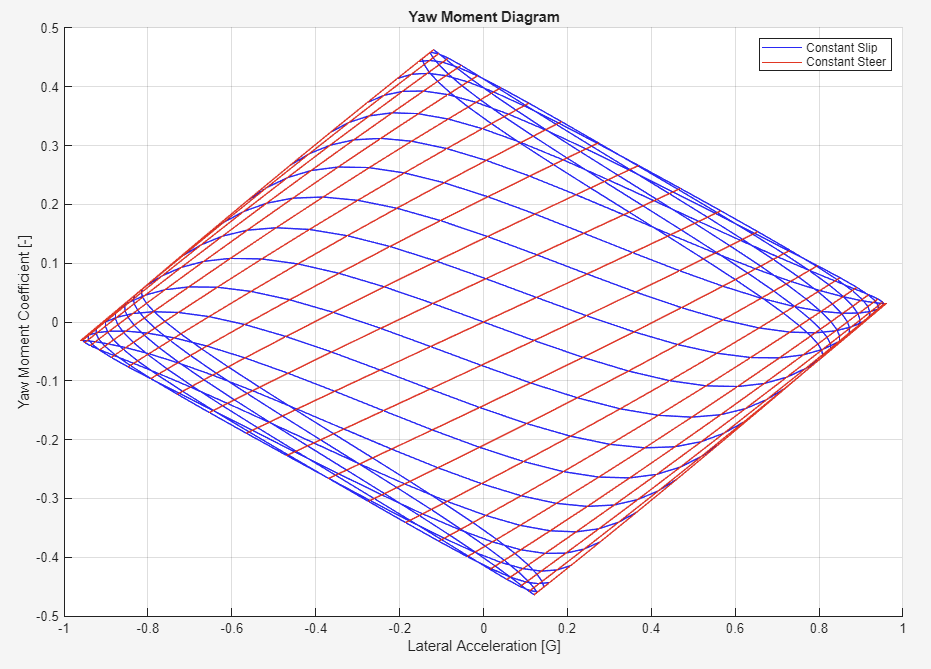 Yaw Moment Diagram
Constant Slip
Constant Steer
Yaw Moment Coefficient [-]
0.5
0.4
0.3
0.2
0.1
0
-0.1
-0.2
-0.3
-0.4
-0.5
-1 -0.8 -0.6 -0.4 -0.2 0 0.2 0.4 0.6 0.8 1
Lateral Acceleration [G]